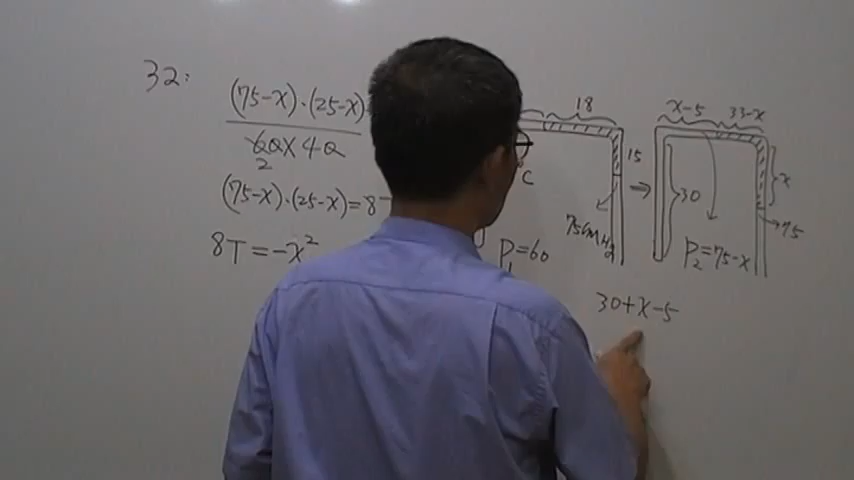 32:
(75-x)·(25-x)
60×40
2
(75-x)·(25-x)=8
8T=-x²
18
15
C
75cmHg
P₁=60
x-5 33-x
x
30
75
P₂=75-x
30+x-5